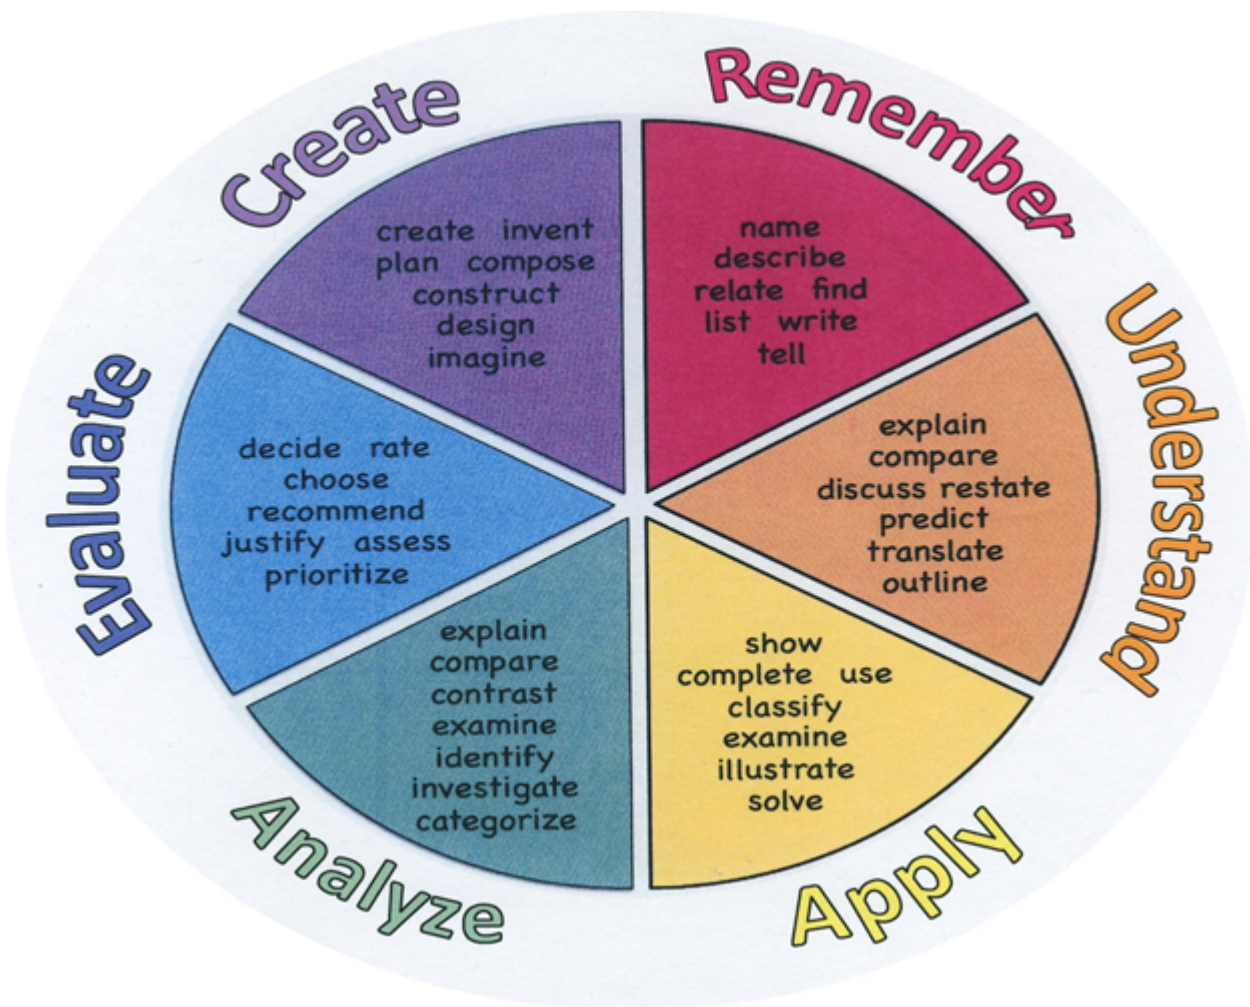 Remember
name
describe
relate find
list write
tell
Understand
explain
compare
discuss restate
predict
translate
outline
Apply
show
complete use
classify
examine
illustrate
solve
Analyze
explain
compare
contrast
examine
identify
investigate
categorize
Evaluate
decide rate
choose
recommend
justify assess
prioritize
Create
create invent
plan compose
construct
design
imagine